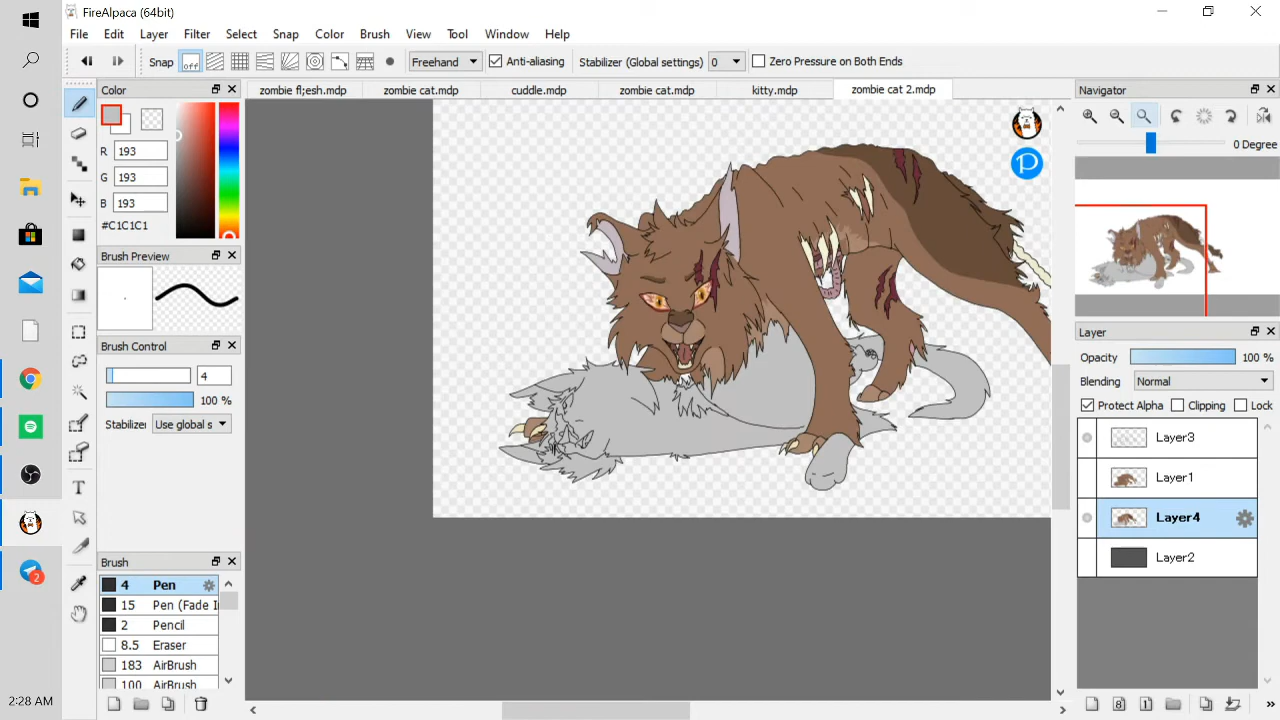 FireAlpaca (64bit)
File Edit Layer Filter Select Snap Color Brush View Tool Window Help
Snap off Freehand Anti-aliasing Stabilizer (Global settings) 0 Zero Pressure on Both Ends
Color zombie fl;esh.mdp zombie cat.mdp cuddle.mdp zombie cat.mdp kitty.mdp zombie cat 2.mdp Navigator
R 193
0 Degree
G 193
B 193
#C1C1C1
Brush Preview
Layer
Brush Control
Opacity 100 %
4
Blending Normal
100 %
Protect Alpha Clipping Lock
Stabilizer Use global s
Layer3
Layer1
T
Layer4
Layer2
Brush
4 Pen
2
15 Pen (Fade I
2 Pencil
8.5 Eraser
183 AirBrush
100 AirBrush
2:28 AM
8 1